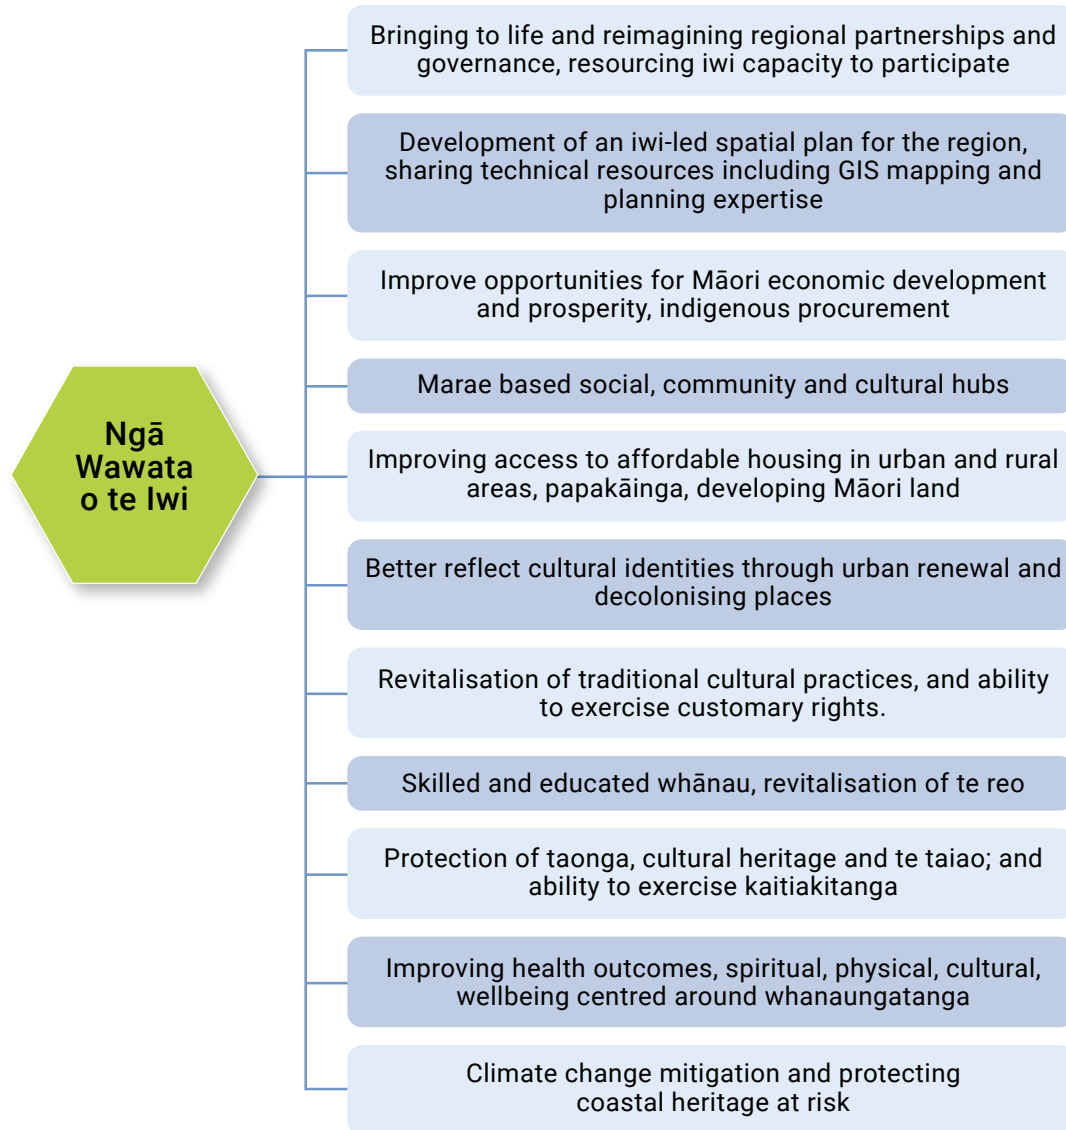 Bringing to life and reimagining regional partnerships and
governance, resourcing iwi capacity to participate
Development of an iwi-led spatial plan for the region,
sharing technical resources including GIS mapping and
planning expertise
Improve opportunities for Māori economic development
and prosperity, indigenous procurement
Marae based social, community and cultural hubs
Ngā
Wawata
o te Iwi
Improving access to affordable housing in urban and rural
areas, papakāinga, developing Māori land
Better reflect cultural identities through urban renewal and
decolonising places
Revitalisation of traditional cultural practices, and ability
to exercise customary rights.
Skilled and educated whānau, revitalisation of te reo
Protection of taonga, cultural heritage and te taiao; and
ability to exercise kaitiakitanga
Improving health outcomes, spiritual, physical, cultural,
wellbeing centred around whanaungatanga
Climate change mitigation and protecting
coastal heritage at risk